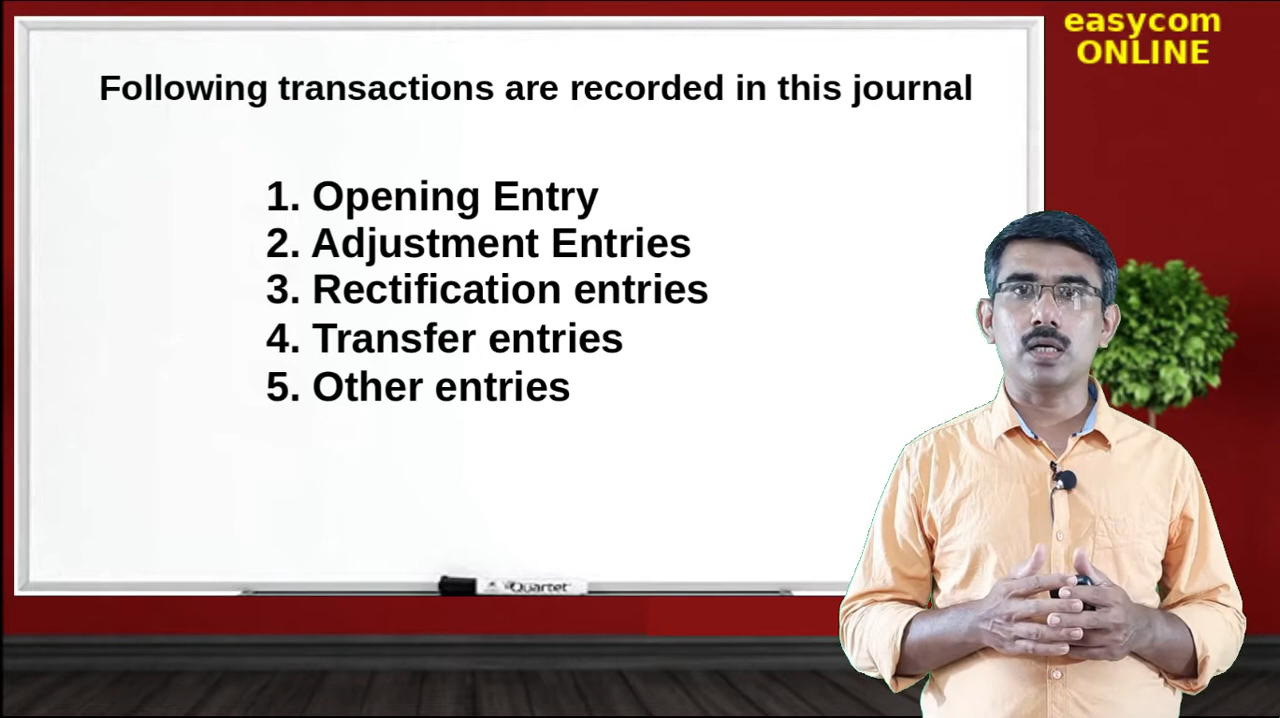 easycom
ONLINE
Following transactions are recorded in this journal
1. Opening Entry
2. Adjustment Entries
3. Rectification entries
4. Transfer entries
5. Other entries
Quartet